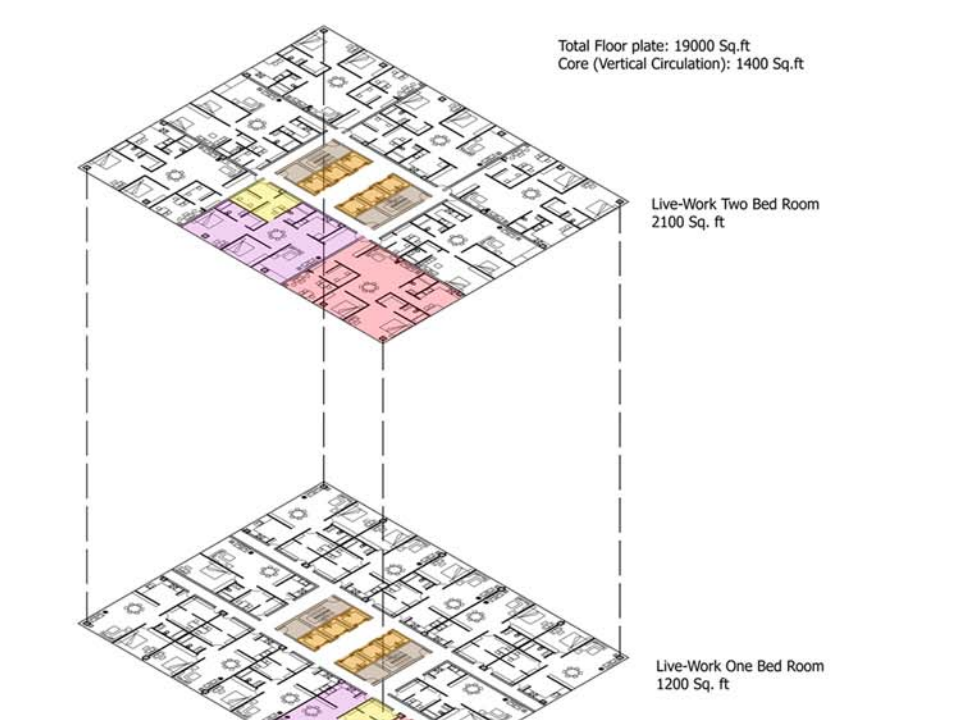 Total Floor plate: 19000 Sq.ft
Core (Vertical Circulation): 1400 Sq.ft
Live-Work Two Bed Room
2100 Sq. ft
Live-Work One Bed Room
1200 Sq. ft